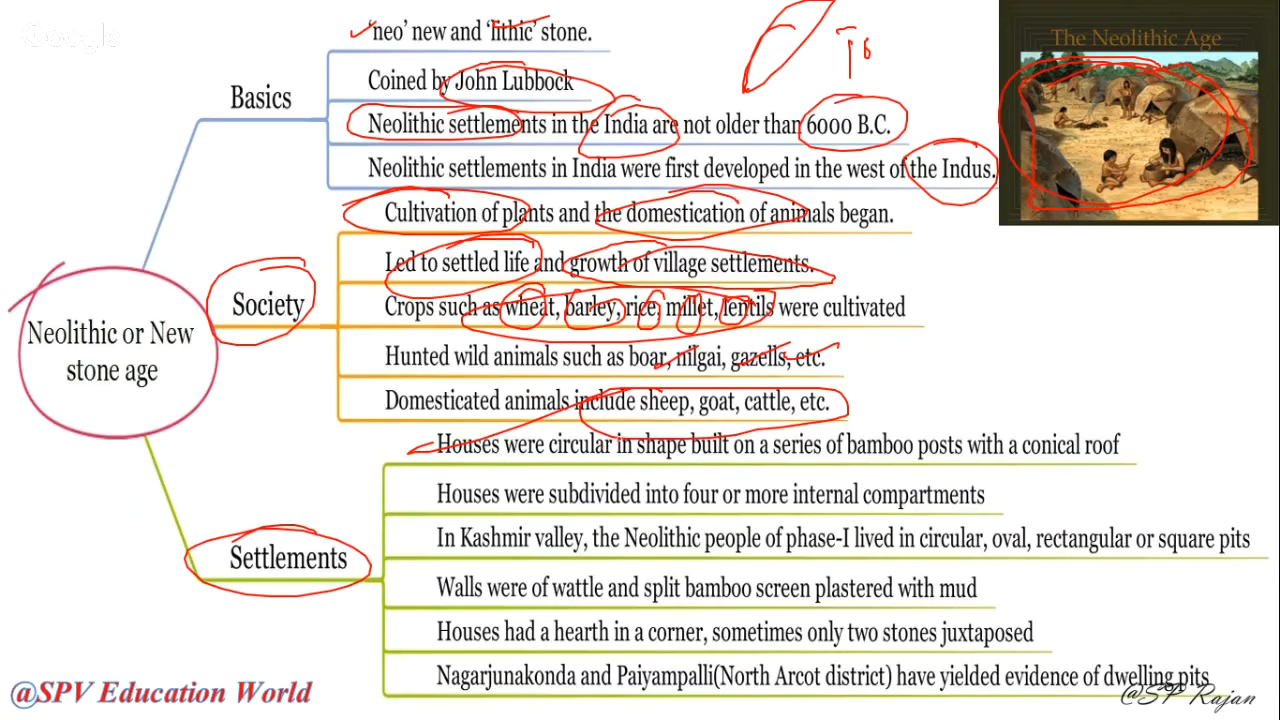 Google
'neo' new and 'lithic' stone.
The Neolithic Age
Coined by John Lubbock
Basics
Neolithic settlements in the India are not older than 6000 B.C.
Neolithic settlements in India were first developed in the west of the Indus.
Cultivation of plants and the domestication of animals began.
Led to settled life and growth of village settlements.
Society
Crops such as wheat, barley, rice, millet, lentils were cultivated
Neolithic or New
stone age
Hunted wild animals such as boar, nilgai, gazells, etc.
Domesticated animals include sheep, goat, cattle, etc.
Houses were circular in shape built on a series of bamboo posts with a conical roof
Houses were subdivided into four or more internal compartments
In Kashmir valley, the Neolithic people of phase-I lived in circular, oval, rectangular or square pits
Settlements
Walls were of wattle and split bamboo screen plastered with mud
Houses had a hearth in a corner, sometimes only two stones juxtaposed
Nagarjunakonda and Paiyampalli(North Arcot district) have yielded evidence of dwelling pits
@SPV Education World
@SP Rajan